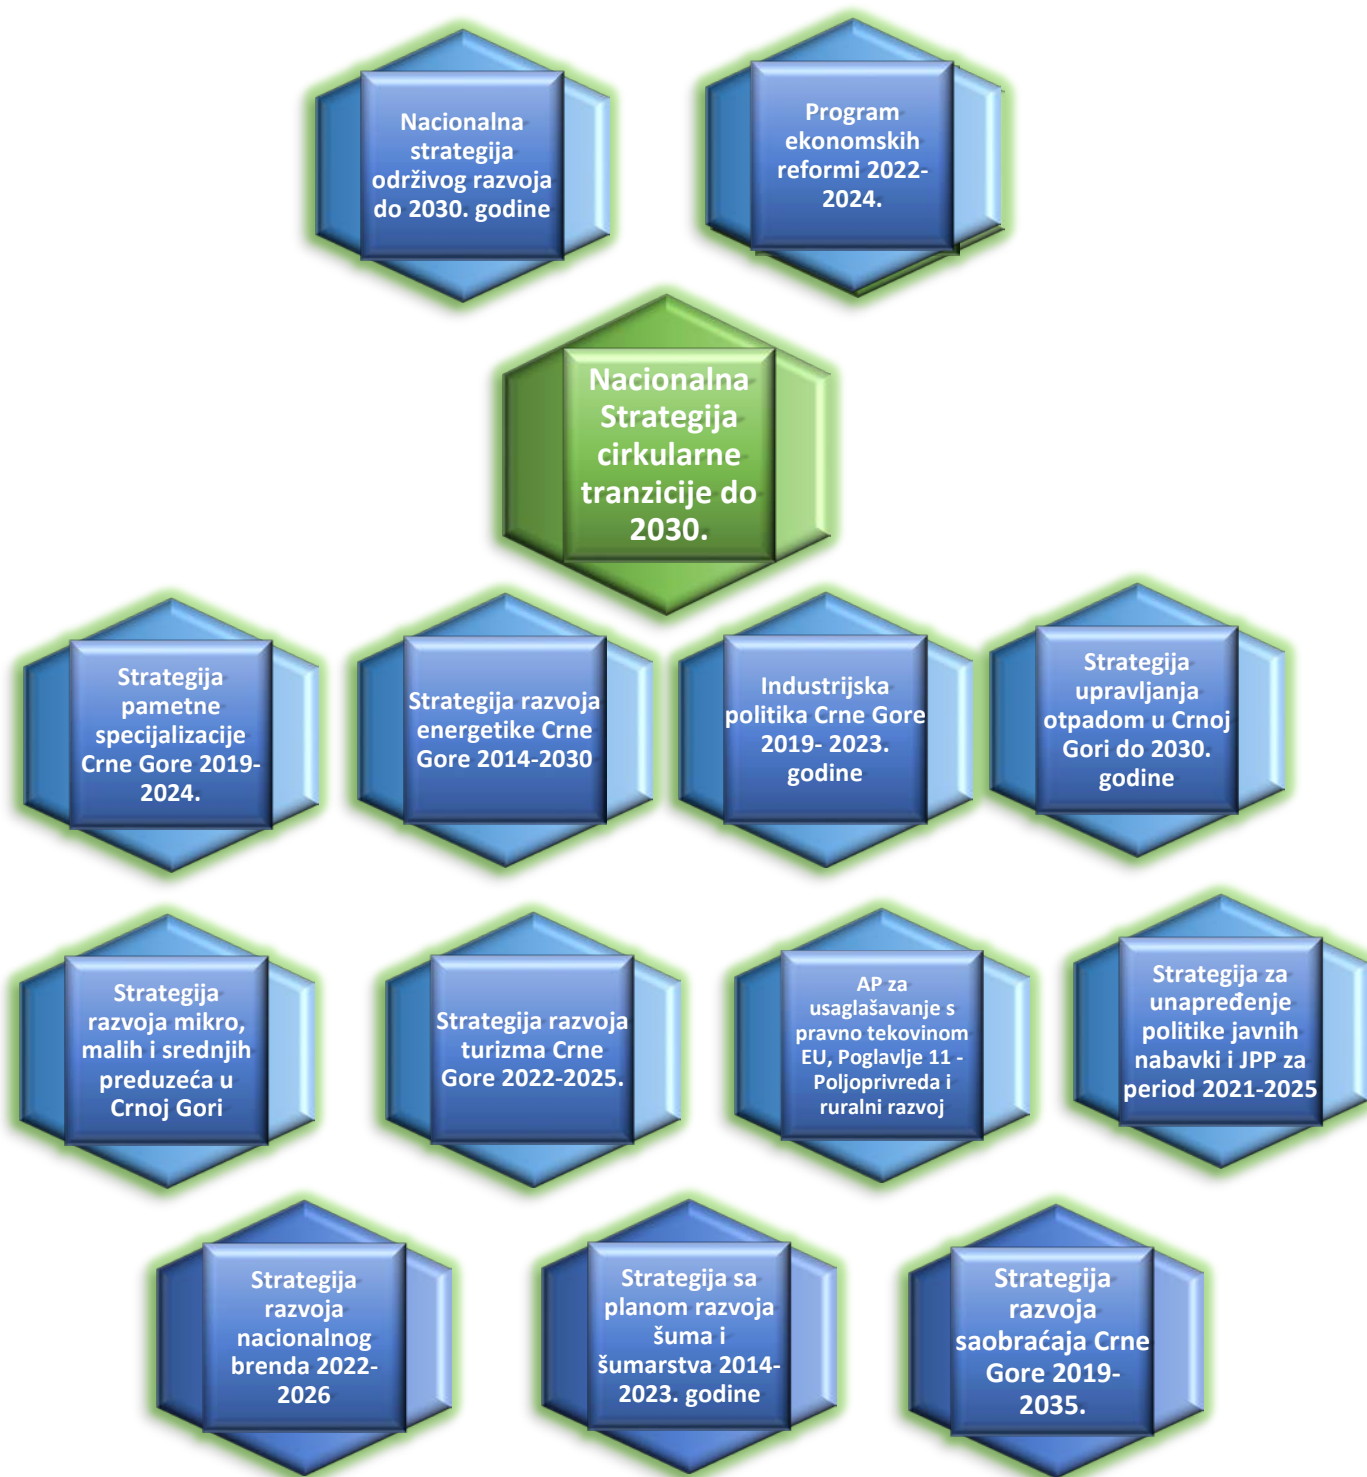 Nacionalna
strategija
održivog razvoja
do 2030. godine
Program
ekonomskih
reformi 2022-
2024.
Nacionalna
Strategija
cirkularne
tranzicije do
2030.
Strategija
pametne
specijalizacije
Crne Gore 2019-
2024.
Strategija razvoja
energetike Crne
Gore 2014-2030
Industrijska
politika Crne Gore
2019- 2023.
godine
Strategija
upravljanja
otpadom u Crnoj
Gori do 2030.
godine
Strategija
razvoja mikro,
malih i srednjih
preduzeća u
Crnoj Gori
Strategija razvoja
turizma Crne
Gore 2022-2025.
AP za
usaglašavanje s
pravno tekovinom
EU, Poglavlje 11 -
Poljoprivreda i
ruralni razvoj
Strategija za
unapređenje
politike javnih
nabavki i JPP za
period 2021-2025
Strategija
razvoja
nacionalnog
brenda 2022-
2026
Strategija sa
planom razvoja
šuma i
šumarstva 2014-
2023. godine
Strategija
razvoja
saobraćaja Crne
Gore 2019-
2035.